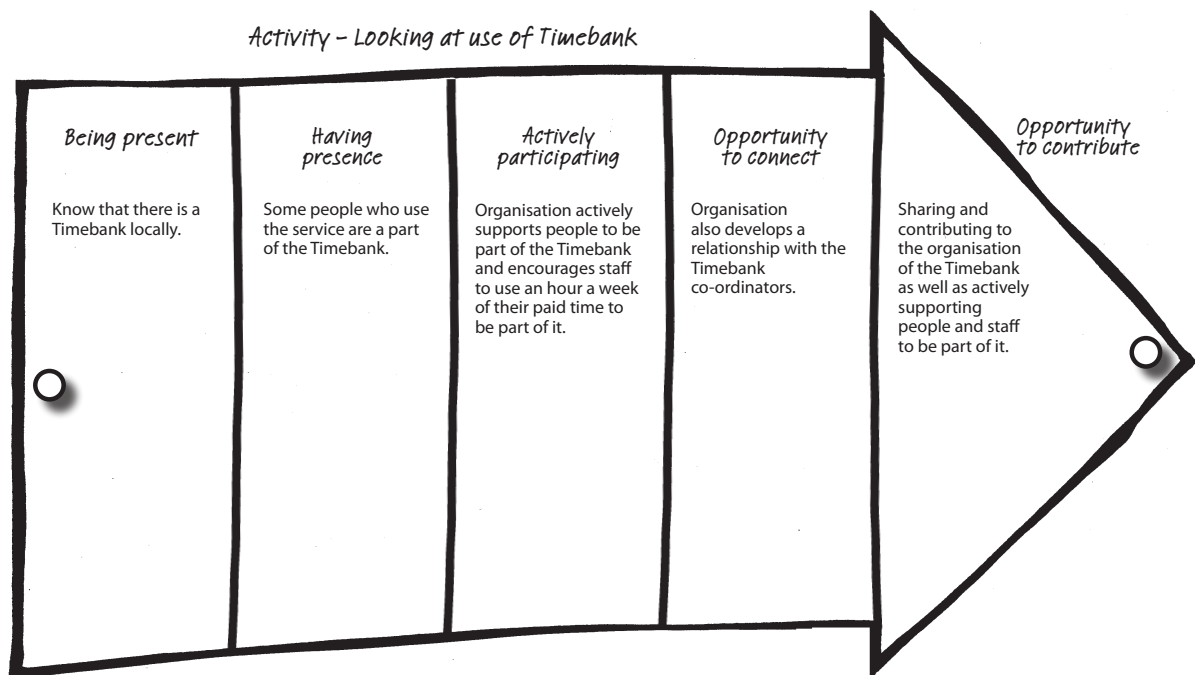 Activity – Looking at use of Timebank
Being present
Know that there is a
Timebank locally.
Having
presence
Some people who use
the service are a part
of the Timebank.
Actively
participating
Organisation actively
supports people to be
part of the Timebank
and encourages staff
to use an hour a week
of their paid time to
be part of it.
Opportunity
to connect
Organisation
also develops a
relationship with the
Timebank
co-ordinators.
Opportunity
to contribute
Sharing and
contributing to
the organisation
of the Timebank
as well as actively
supporting
people and staff
to be part of it.